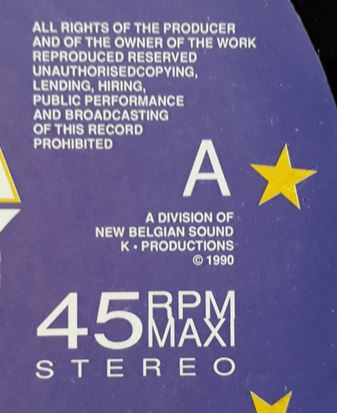 ALL RIGHTS OF THE PRODUCER
AND OF THE OWNER OF THE WORK
REPRODUCED RESERVED
UNAUTHORISEDCOPYING,
LENDING, HIRING,
PUBLIC PERFORMANCE
AND BROADCASTING
OF THIS RECORD
PROHIBITED
A
A DIVISION OF
NEW BELGIAN SOUND
K • PRODUCTIONS
© 1990
45 RPM
MAXI
STEREO